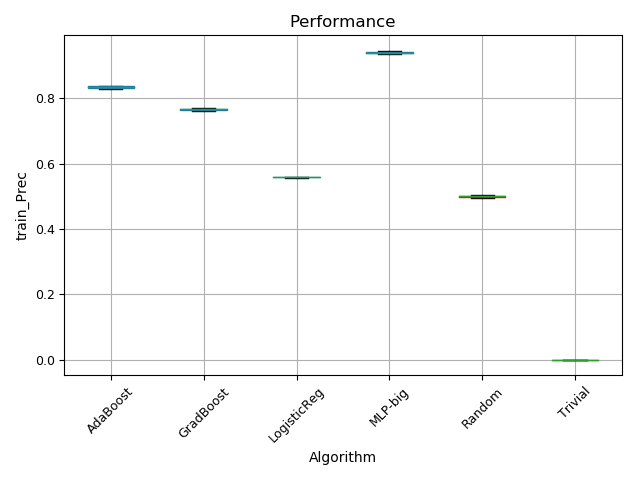 Performance
train_Prec
0.8
0.6
0.4
0.2
0.0
AdaBoost
GradBoost
LogisticReg
MLP-big
Random
Trivial
Algorithm